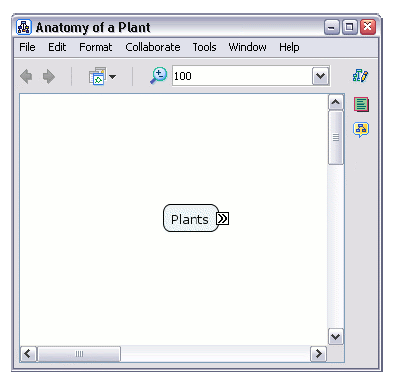 Anatomy of a Plant
File Edit Format Collaborate Tools Window Help
100
Plants